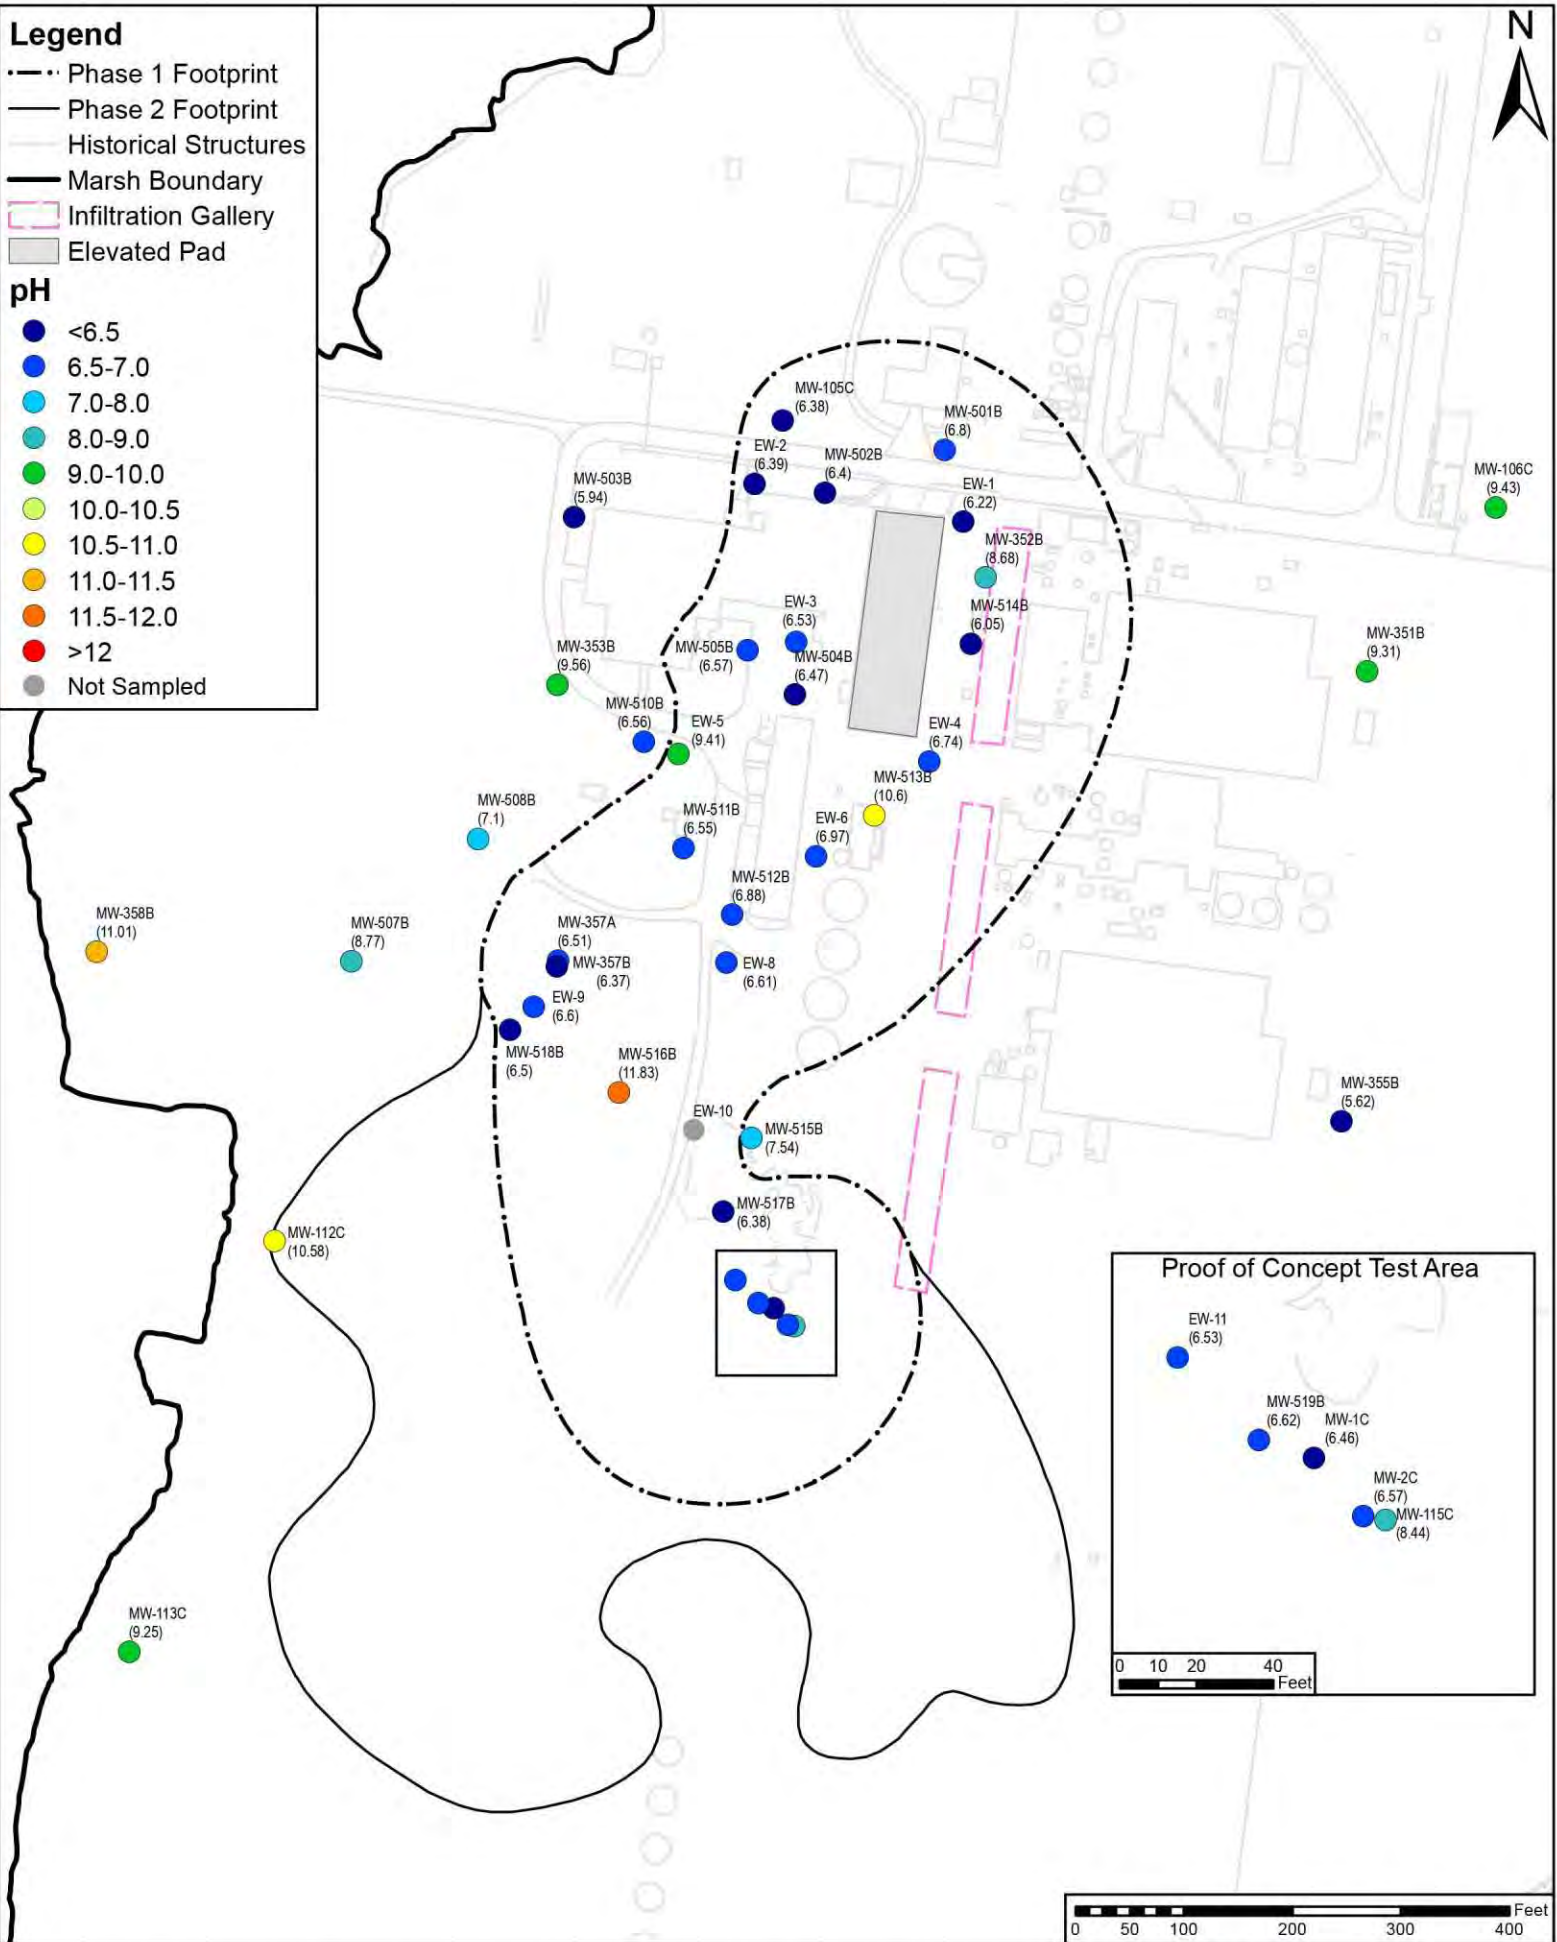 Legend
Phase 1 Footprint
Phase 2 Footprint
Historical Structures
Marsh Boundary
Infiltration Gallery
Elevated Pad
pH
<6.5
6.5-7.0
7.0-8.0
8.0-9.0
9.0-10.0
10.0-10.5
10.5-11.0
11.0-11.5
11.5-12.0
>12
Not Sampled
N
MW-105C
(6.38)
MW-501B
(6.8)
EW-2
(6.39)
MW-502B
(6.4)
MW-503B
(5.94)
EW-1
(6.22)
MW-106C
(9.43)
MW-352B
(8.68)
EW-3
(6.53)
MW-514B
(6.05)
MW-505B
(6.57)
MW-504B
(6.47)
MW-353B
(9.56)
MW-351B
(9.31)
MW-510B
(6.56)
EW-5
(9.41)
EW-4
(6.74)
MW-513B
(10.6)
MW-508B
(7.1)
MW-511B
(6.55)
EW-6
(6.97)
MW-512B
(6.88)
MW-358B
(11.01)
MW-507B
(8.77)
MW-357A
(6.51)
MW-357B
(6.37)
EW-8
(6.61)
EW-9
(6.6)
MW-518B
(6.5)
MW-516B
(11.83)
MW-355B
(5.62)
EW-10
MW-515B
(7.54)
MW-517B
(6.38)
MW-112C
(10.58)
Proof of Concept Test Area
EW-11
(6.53)
MW-519B
(6.62)
MW-1C
(6.46)
MW-2C
(6.57)
MW-115C
(8.44)
MW-113C
(9.25)
0 10 20 40
Feet
Feet
0 50 100 200 300 400